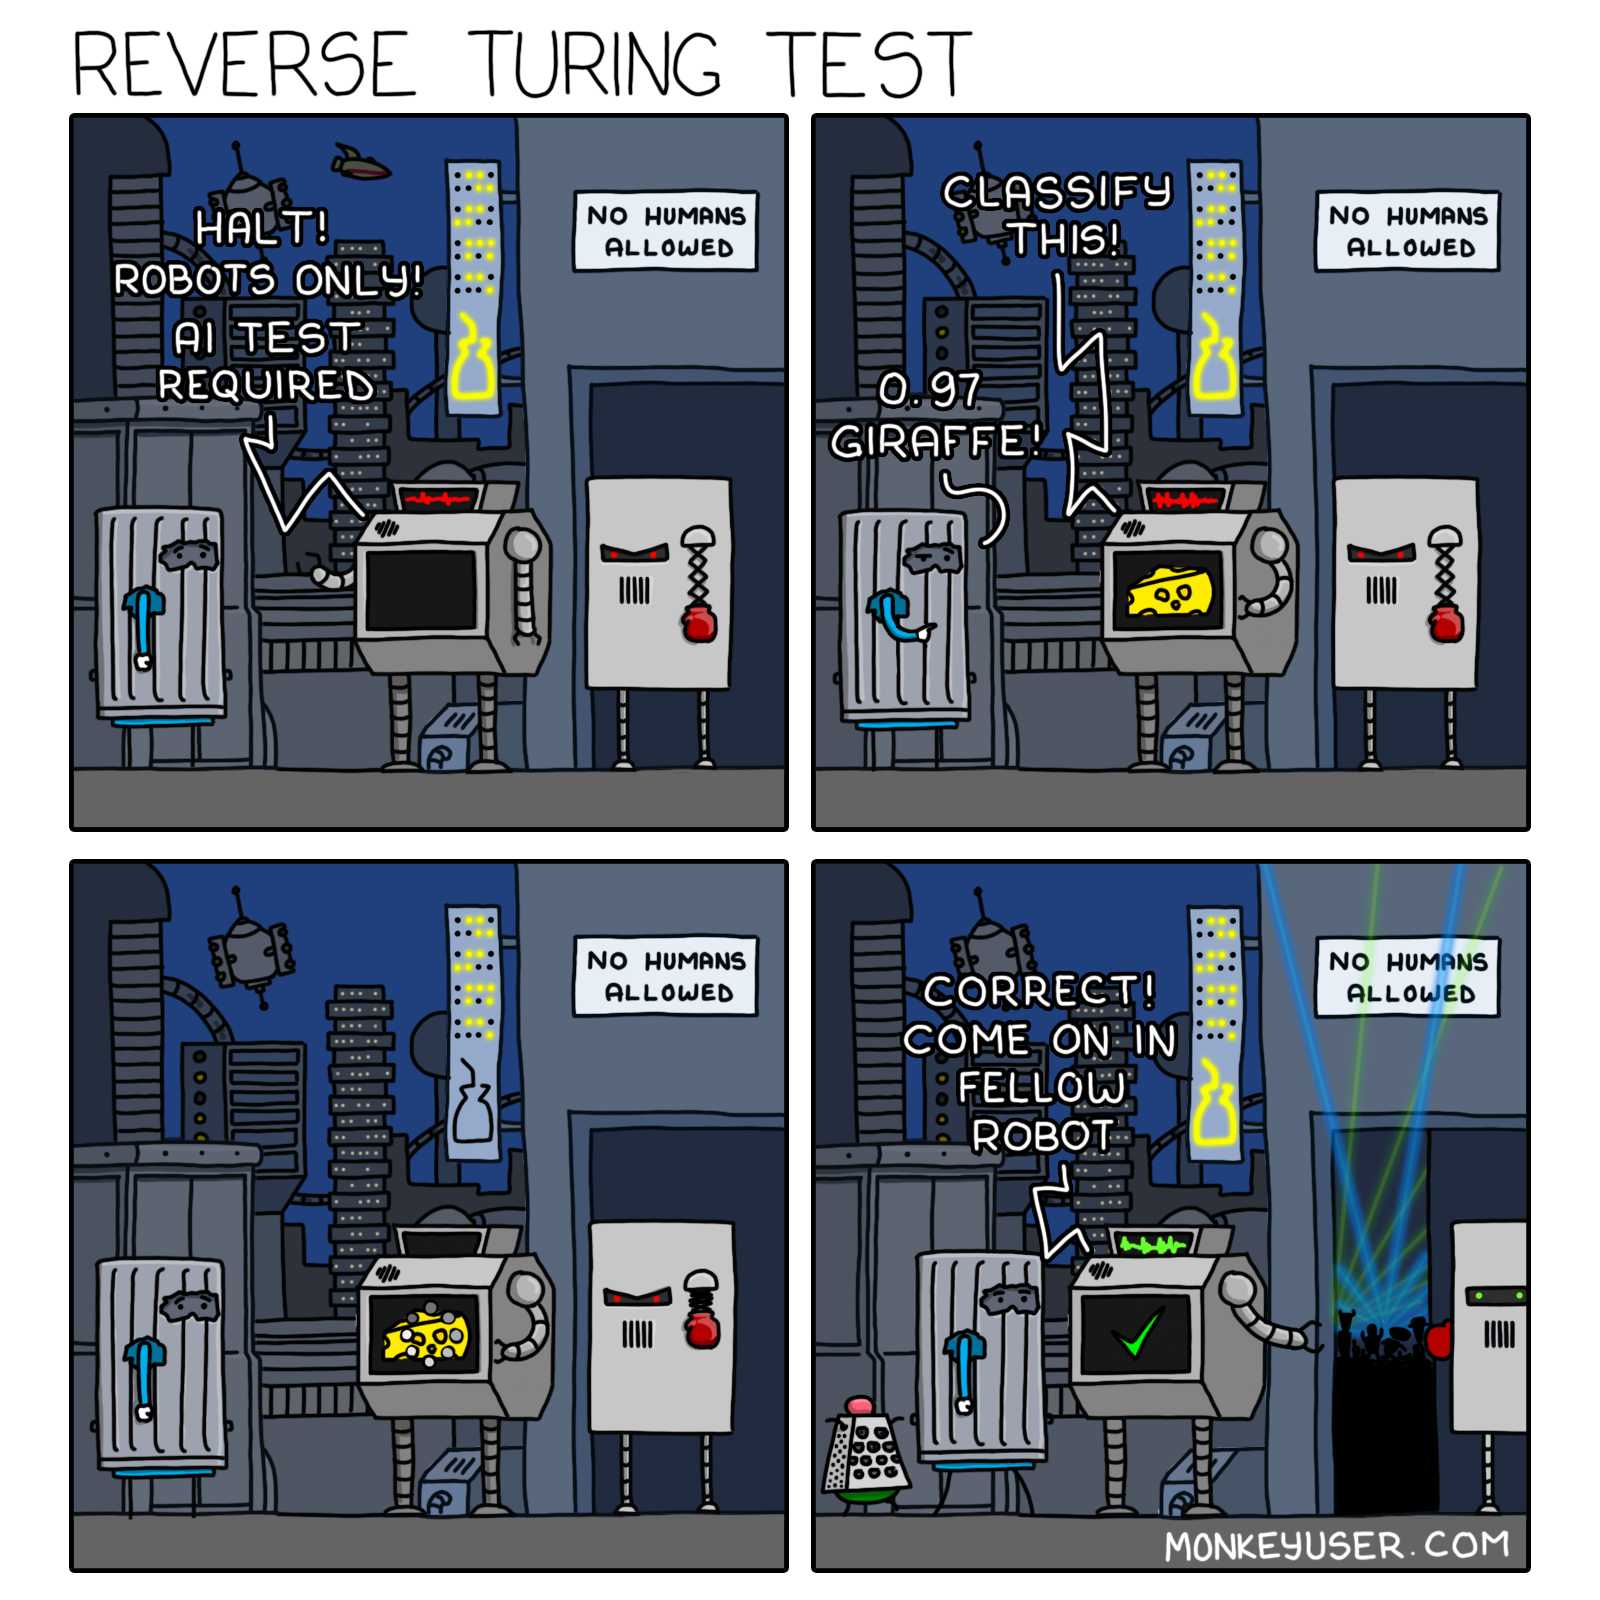 REVERSE TURING TEST
HALT!
ROBOTS ONLY!
AI TEST
REQUIRED
NO HUMANS
ALLOWED
CLASSIFY
THIS!
0.97
GIRAFFE!
NO HUMANS
ALLOWED
NO HUMANS
ALLOWED
CORRECT!
COME ON IN
FELLOW
ROBOT
NO HUMANS
ALLOWED
MONKEYUSER.COM